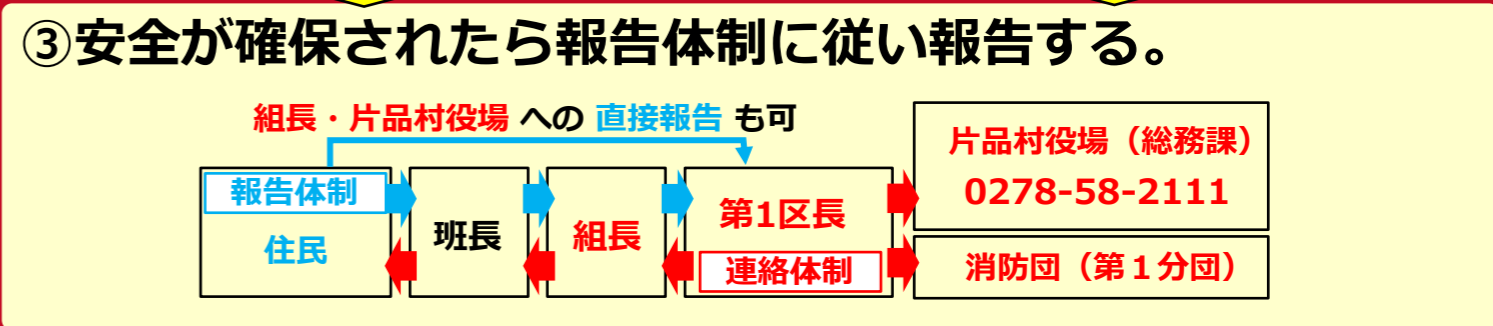 ③安全が確保されたら報告体制に従い報告する。
組長・片品村役場 への 直接報告 も可
報告体制
住民
班長
組長
第1区長
連絡体制
片品村役場（総務課）
0278-58-2111
消防団（第１分団）